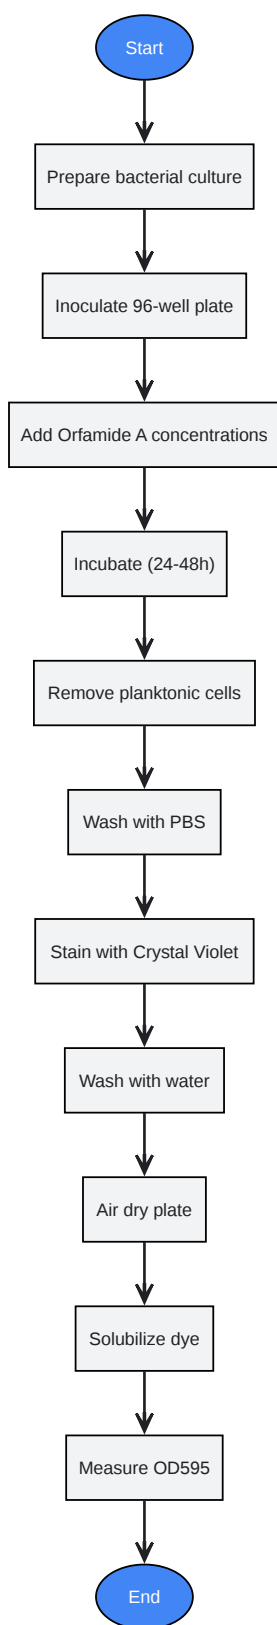 Start
Prepare bacterial culture
Inoculate 96-well plate
Add Orfamide A concentrations
Incubate (24-48h)
Remove planktonic cells
Wash with PBS
Stain with Crystal Violet
Wash with water
Air dry plate
Solubilize dye
Measure OD595
End